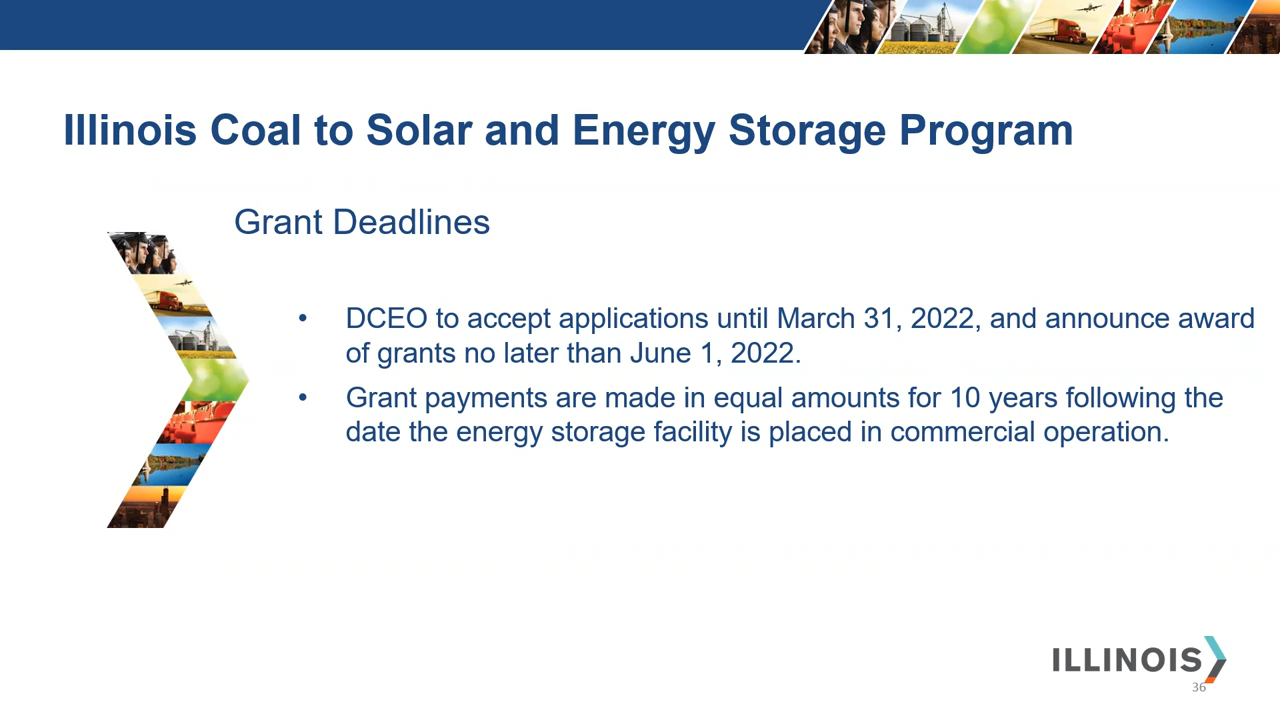 Illinois Coal to Solar and Energy Storage Program
Grant Deadlines
• DCEO to accept applications until March 31, 2022, and announce award
of grants no later than June 1, 2022.
• Grant payments are made in equal amounts for 10 years following the
date the energy storage facility is placed in commercial operation.
ILLINOIS
36